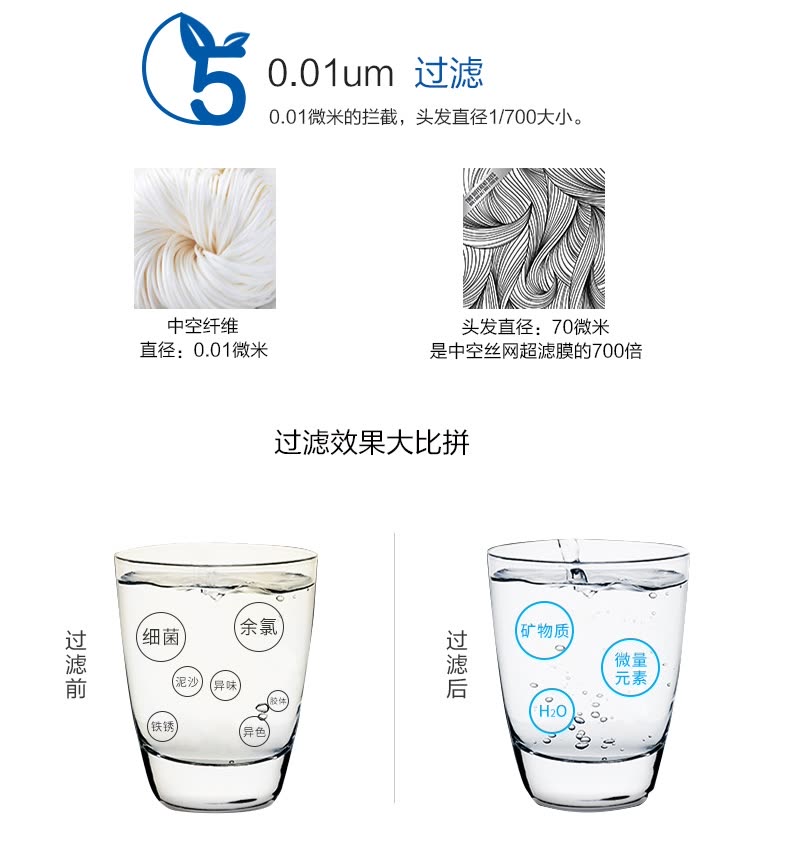 5
0.01um 过滤
0.01微米的拦截，头发直径1/700大小。
中空纤维
直径：0.01微米
头发直径：70微米
是中空丝网超滤膜的700倍
过滤效果大比拼
过滤前
细菌
余氯
泥沙
异味
胶体
铁锈
异色
过滤后
矿物质
微量
元素
H₂O